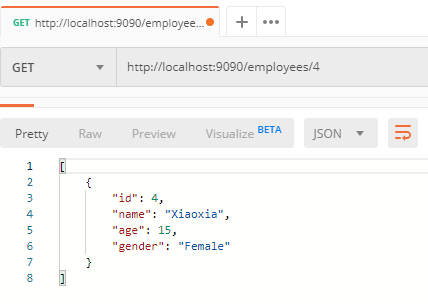 GET http://localhost:9090/employee...
GET http://localhost:9090/employees/4
Pretty Raw Preview Visualize BETA JSON
1 [
2 {
3 "id": 4,
4 "name": "Xiaoxia",
5 "age": 15,
6 "gender": "Female"
7 }
8 ]